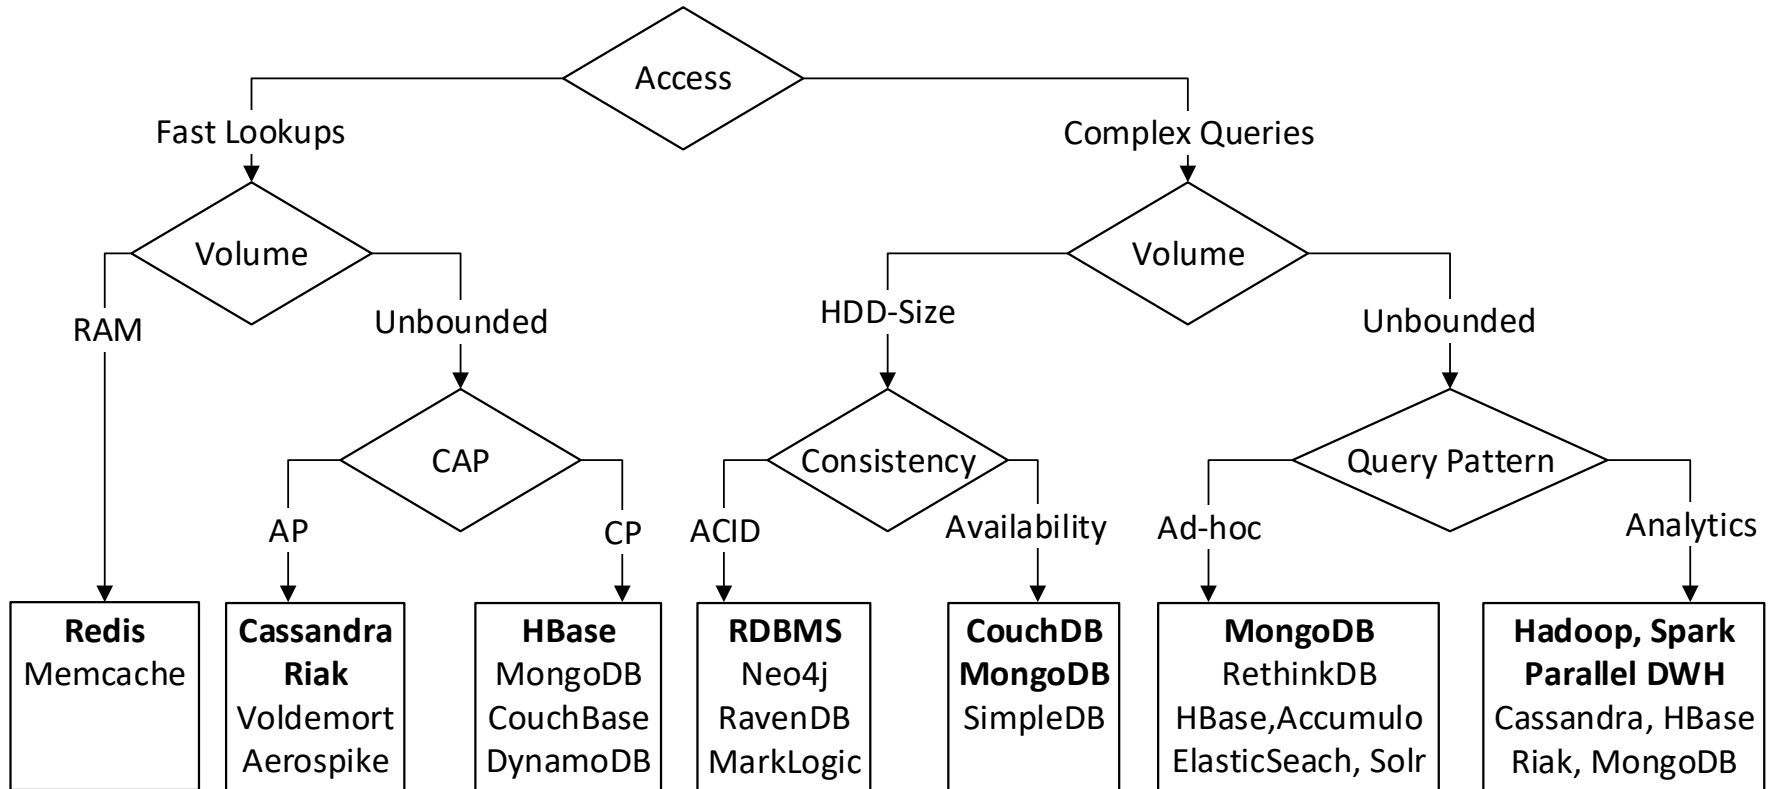 Access
Fast Lookups
Complex Queries
Volume
Volume
RAM
Unbounded
HDD-Size
Unbounded
CAP
Consistency
Query Pattern
AP
CP
ACID
Availability
Ad-hoc
Analytics
Redis
Memcache
Cassandra
Riak
Voldemort
Aerospike
HBase
MongoDB
CouchBase
DynamoDB
RDBMS
Neo4j
RavenDB
MarkLogic
CouchDB
MongoDB
SimpleDB
MongoDB
RethinkDB
HBase,Accumulo
ElasticSeach, Solr
Hadoop, Spark
Parallel DWH
Cassandra, HBase
Riak, MongoDB